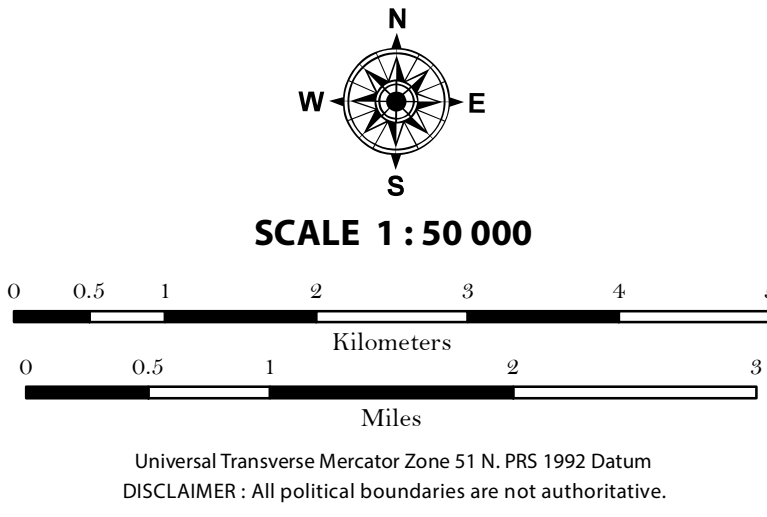 N
W E
S
SCALE 1 : 50 000
0 0.5 1 2 3 4
Kilometers
0 0.5 1 2 3
Miles
Universal Transverse Mercator Zone 51 N. PRS 1992 Datum
DISCLAIMER : All political boundaries are not authoritative.